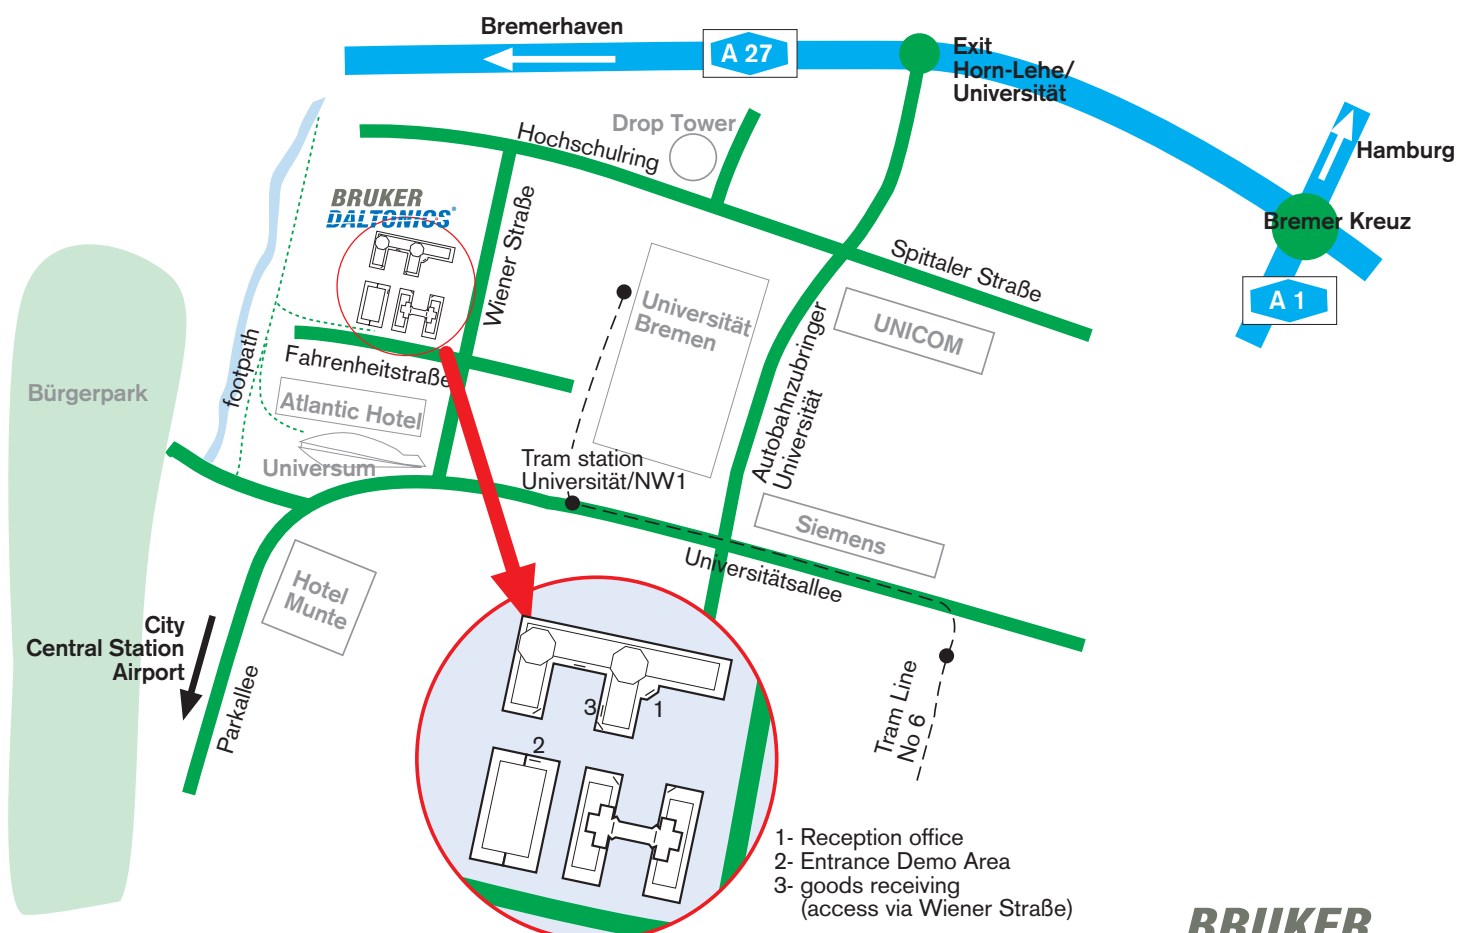 Bremerhaven
A 27
Exit
Horn-Lehe/
Universität
Hamburg
Bremer Kreuz
A 1
Drop Tower
Hochschulring
BRUKER
DALTONICS®
Wiener Straße
Spittaler Straße
Universität
Bremen
UNICOM
Autobahnzubringer
Universität
footpath
Fahrenheitstraße
Bürgerpark
Atlantic Hotel
Universum
Tram station
Universität/NW1
Siemens
Universitätsallee
Hotel
Munte
City
Central Station
Airport
Parkallee
Tram Line
No 6
3
1
2
1- Reception office
2- Entrance Demo Area
3- goods receiving
(access via Wiener Straße)
BRUKER